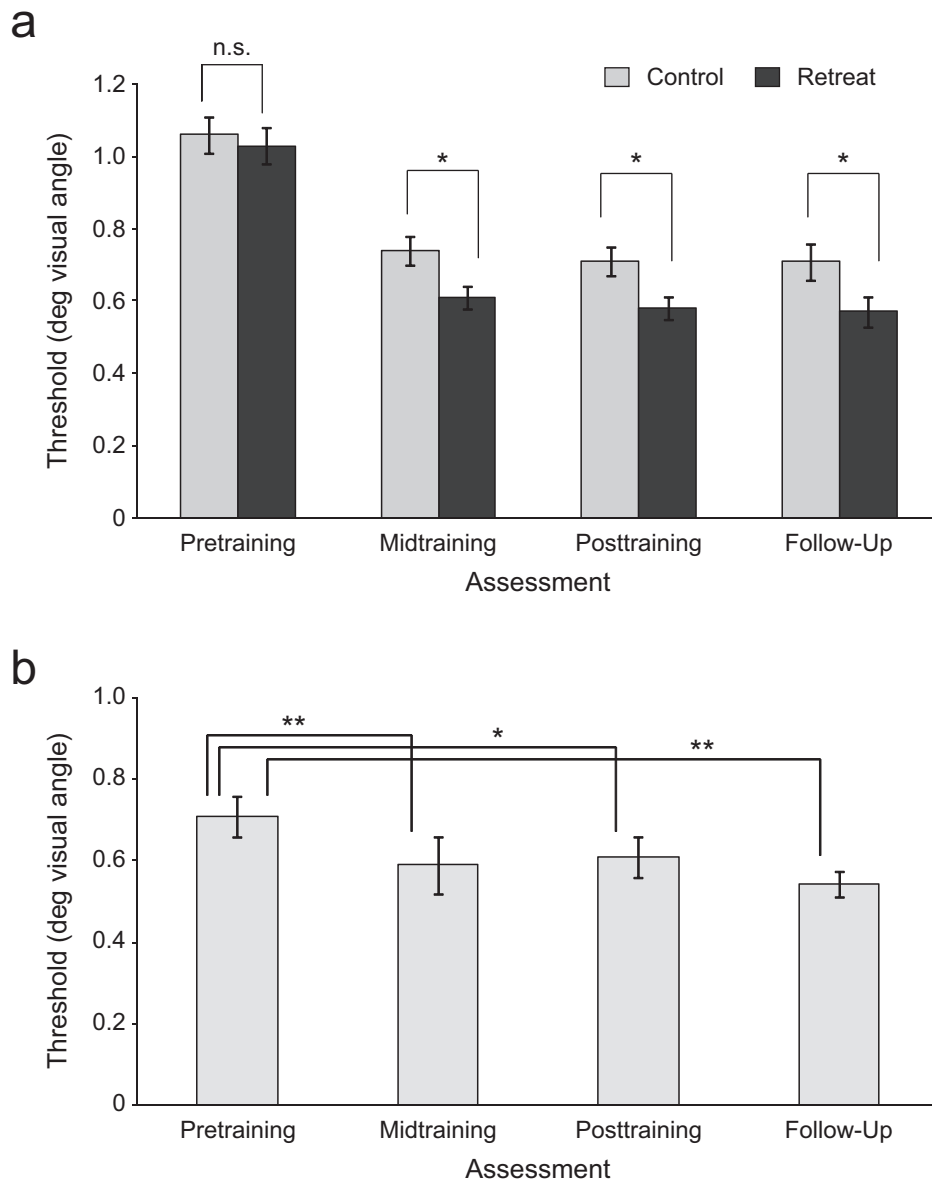 a
n.s.
Control Retreat
1.2
1.0
0.8
0.6
0.4
0.2
0
Threshold (deg visual angle)
*
*
*
Pretraining Midtraining Posttraining Follow-Up
Assessment
b
1.0
0.8
0.6
0.4
0.2
0
Threshold (deg visual angle)
**
*
**
Pretraining Midtraining Posttraining Follow-Up
Assessment